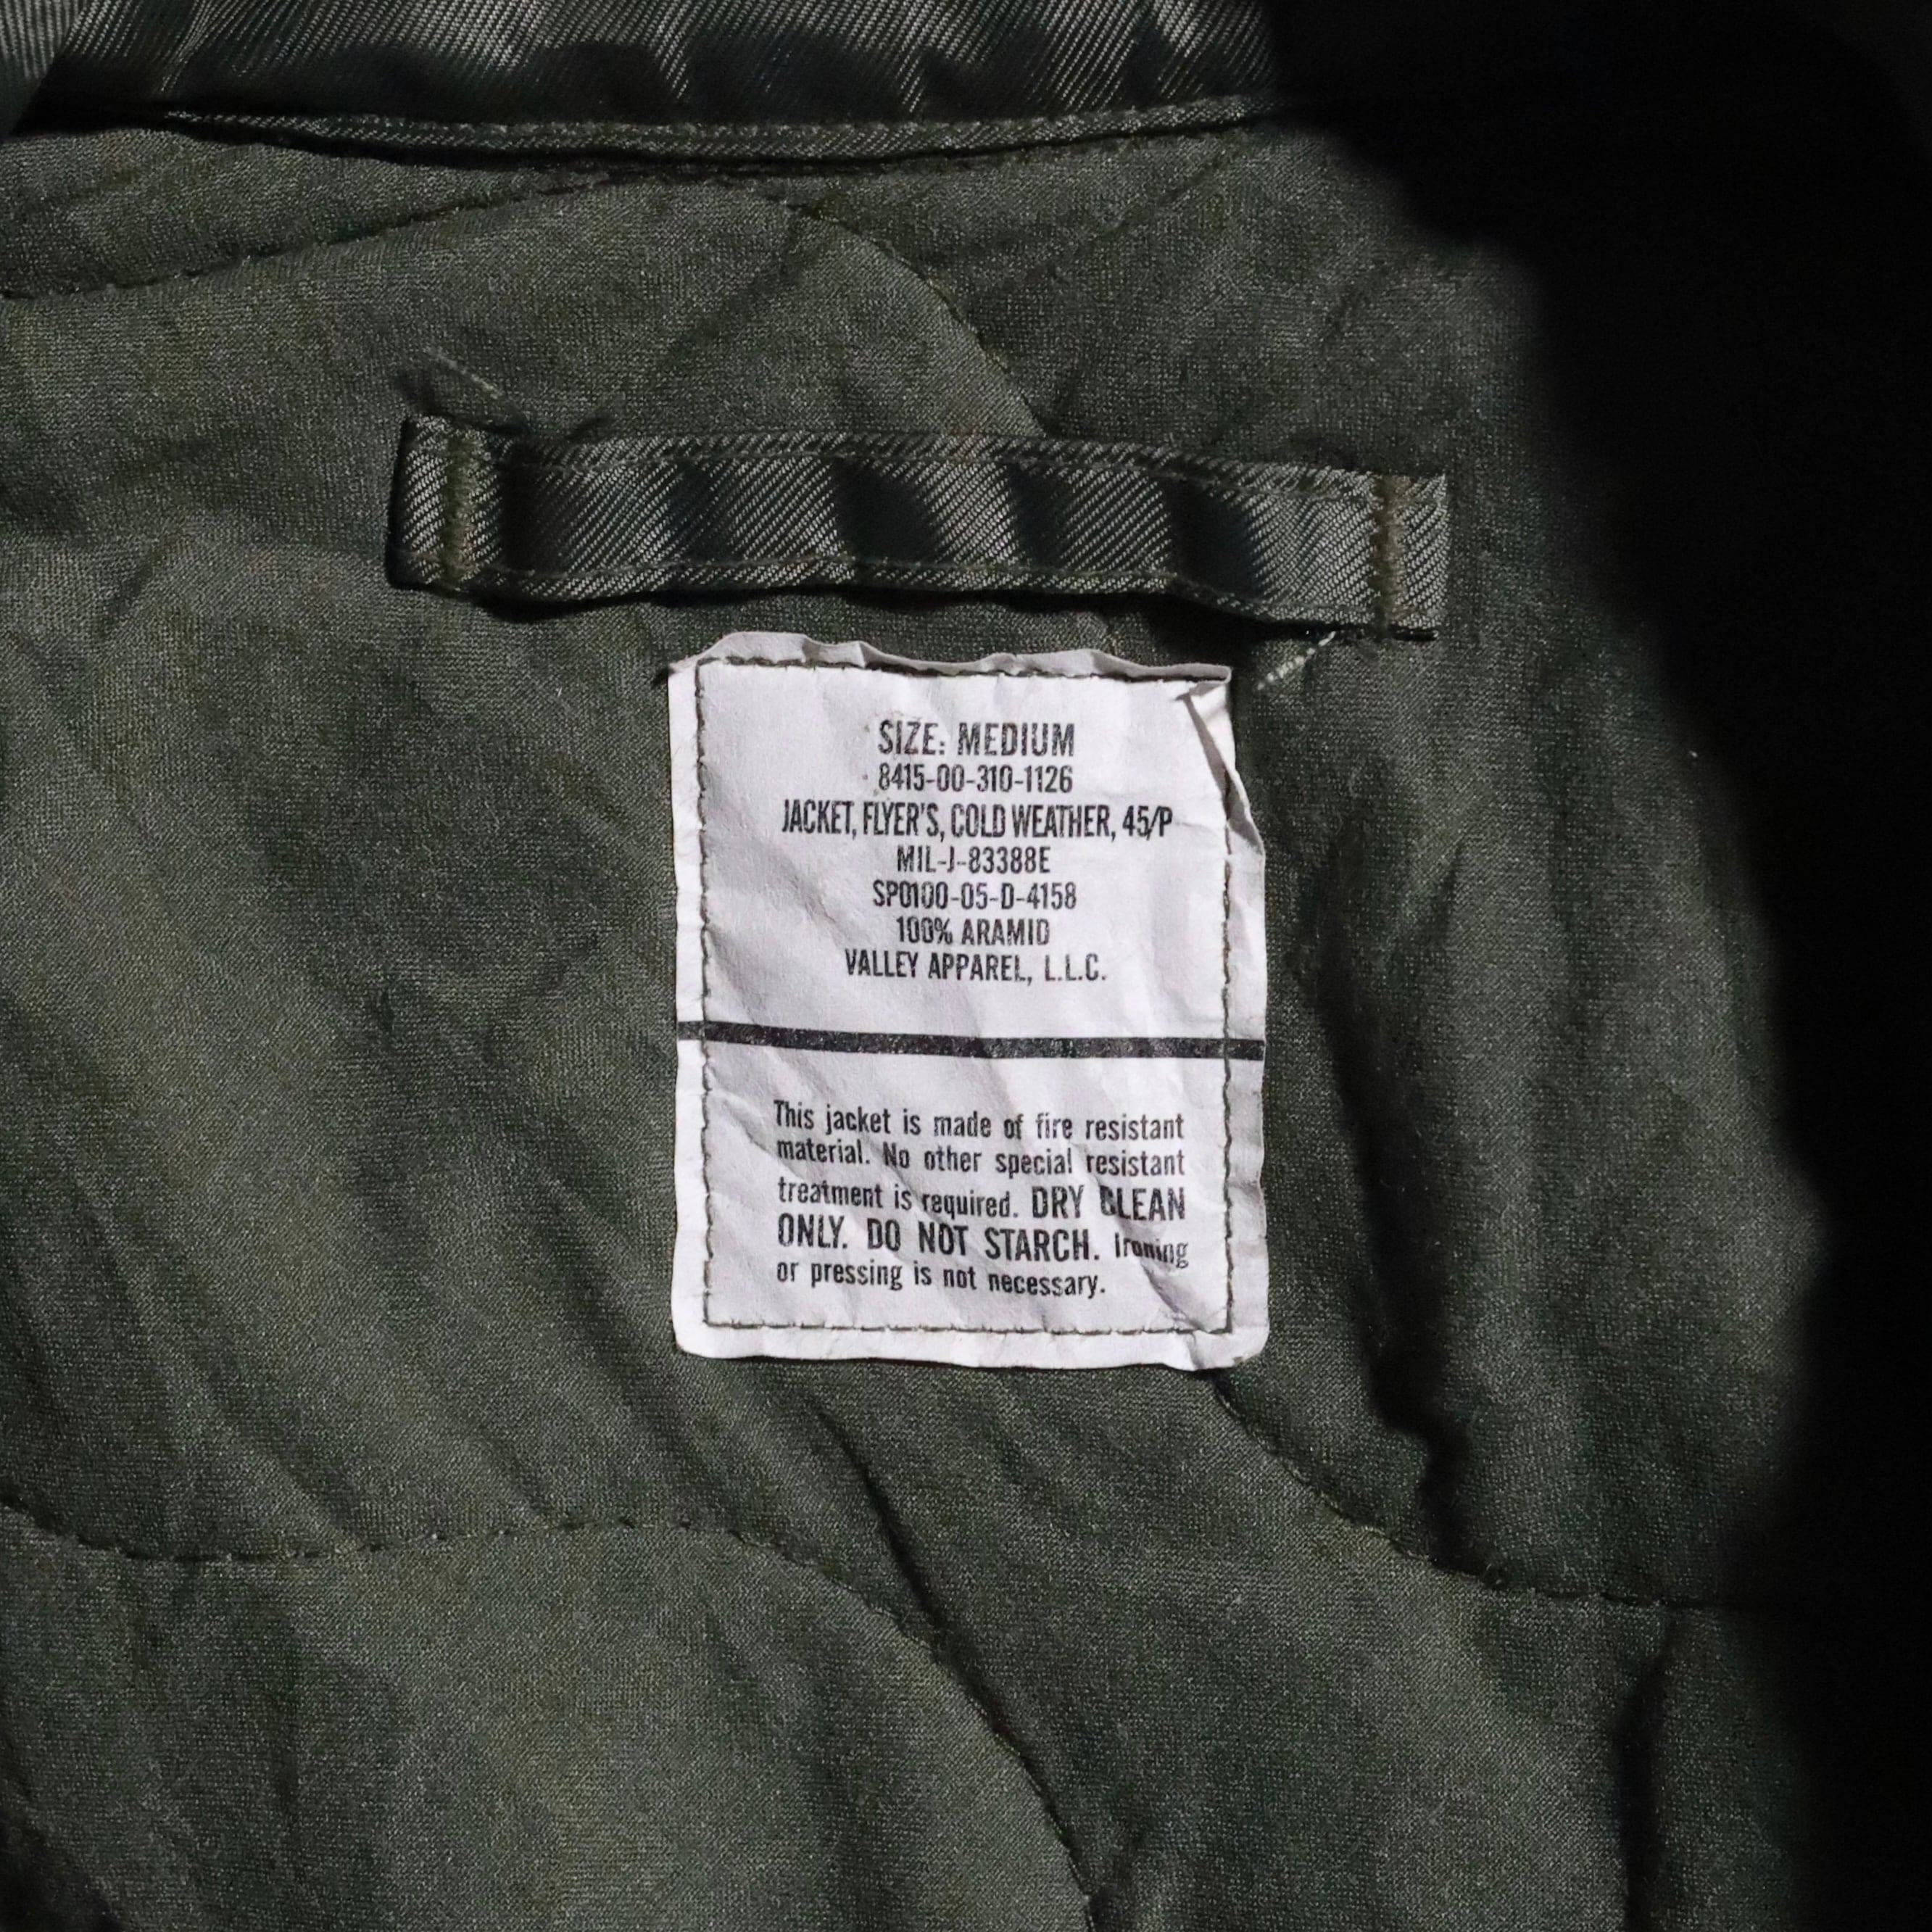 SIZE: MEDIUM
8415-00-310-1126
JACKET, FLYER'S, COLD WEATHER, 45/P
MIL-J-83388E
SP0100-05-D-4158
100% ARAMID
VALLEY APPAREL, L.L.C.
This jacket is made of fire resistant
material. No other special resistant
treatment is required. DRY CLEAN
ONLY. DO NOT STARCH. Ironing
or pressing is not necessary.